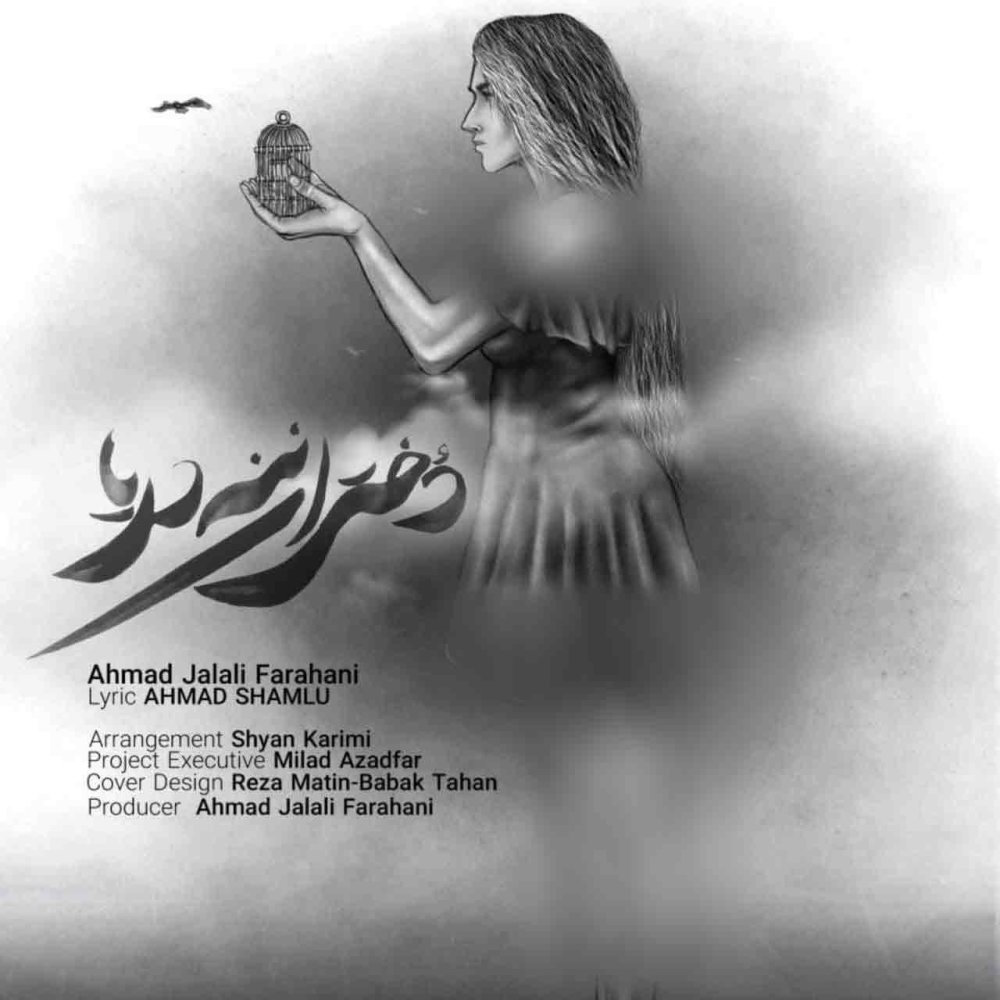 دُخترای ننه دریا
Ahmad Jalali Farahani
Lyric AHMAD SHAMLU
Arrangement Shyan Karimi
Project Executive Milad Azadfar
Cover Design Reza Matin-Babak Tahan
Producer Ahmad Jalali Farahani